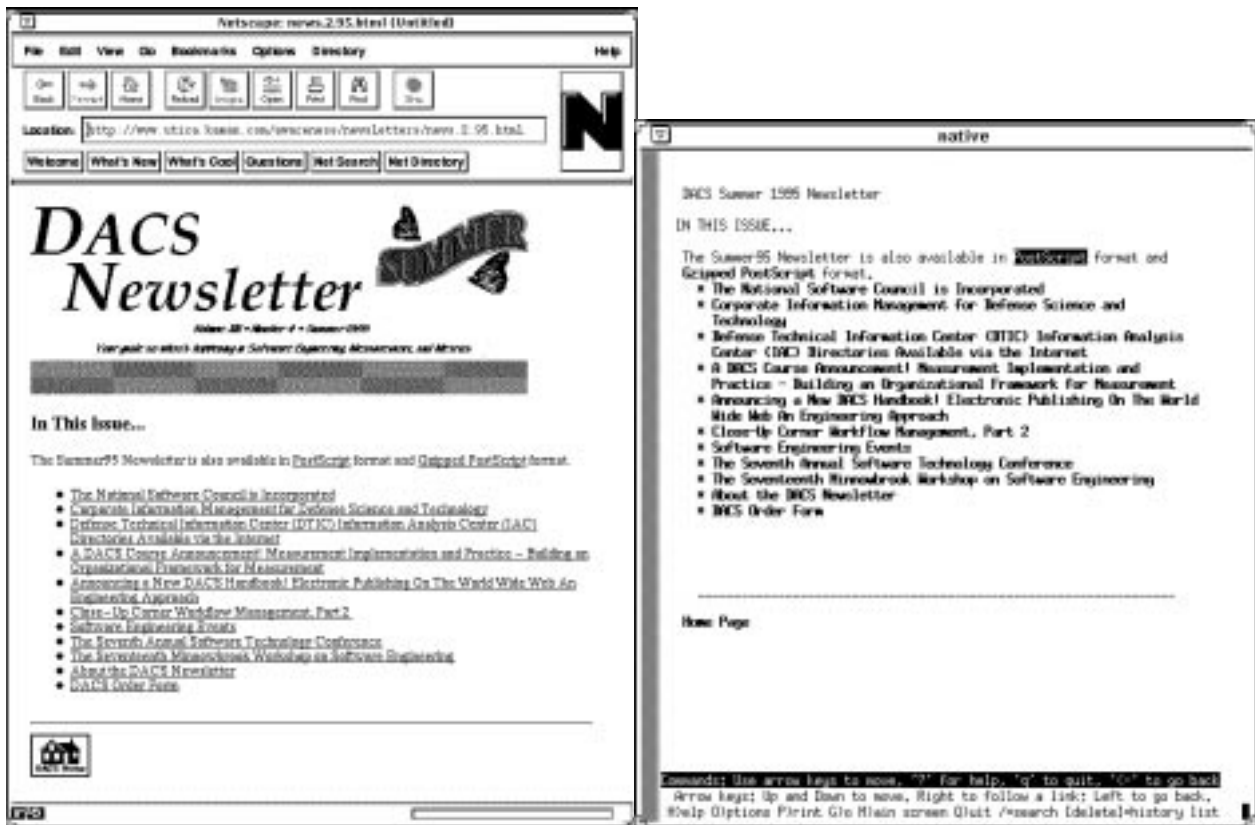 Netscape: news.2.95.html (Untitled)
File Edit View Go Bookmarks Options Directory Help
Back Forward Home Reload Images Open Print Find Stop
Location: http://www.utica.kaman.com/awareness/newsletters/news.2.95.html
N
Welcome What's New What's Cool Questions Net Search Net Directory
DACS
Newsletter
SUMMER
Your guide to what's happening in Software Engineering, Measurement, and Metrics
In This Issue...
The Summer95 Newsletter is also available in PostScript format and Gzipped PostScript format.
The National Software Council is Incorporated
Corporate Information Management for Defense Science and Technology
Defense Technical Information Center (DTIC) Information Analysis Center (IAC)
Directories Available via the Internet
A DACS Course Announcement! Measurement Implementation and Practice - Building an
Organizational Framework for Measurement
Announcing a New DACS Handbook! Electronic Publishing On The World Wide Web An
Engineering Approach
Close-Up Corner Workflow Management, Part 2
Software Engineering Events
The Seventh Annual Software Technology Conference
The Seventeenth Minnowbrook Workshop on Software Engineering
About the DACS Newsletter
DACS Order Form
DACS Home
native
DACS Summer 1995 Newsletter
IN THIS ISSUE...
The Summer95 Newsletter is also available in PostScript format and
Gzipped PostScript format.
* The National Software Council is Incorporated
* Corporate Information Management for Defense Science and
Technology
* Defense Technical Information Center (DTIC) Information Analysis
Center (IAC) Directories Available via the Internet
* A DACS Course Announcement! Measurement Implementation and
Practice - Building an Organizational Framework for Measurement
* Announcing a New DACS Handbook! Electronic Publishing On The World
Wide Web An Engineering Approach
* Close-Up Corner Workflow Management, Part 2
* Software Engineering Events
* The Seventh Annual Software Technology Conference
* The Seventeenth Minnowbrook Workshop on Software Engineering
* About the DACS Newsletter
* DACS Order Form
Home Page
Commands: Use arrow keys to move, '?' for help, 'q' to quit, '<-' to go back
Arrow keys: Up and Down to move. Right to follow a link; Left to go back.
H)elp O)ptions P)rint G)o M)ain screen Q)uit /=search [delete]=history list